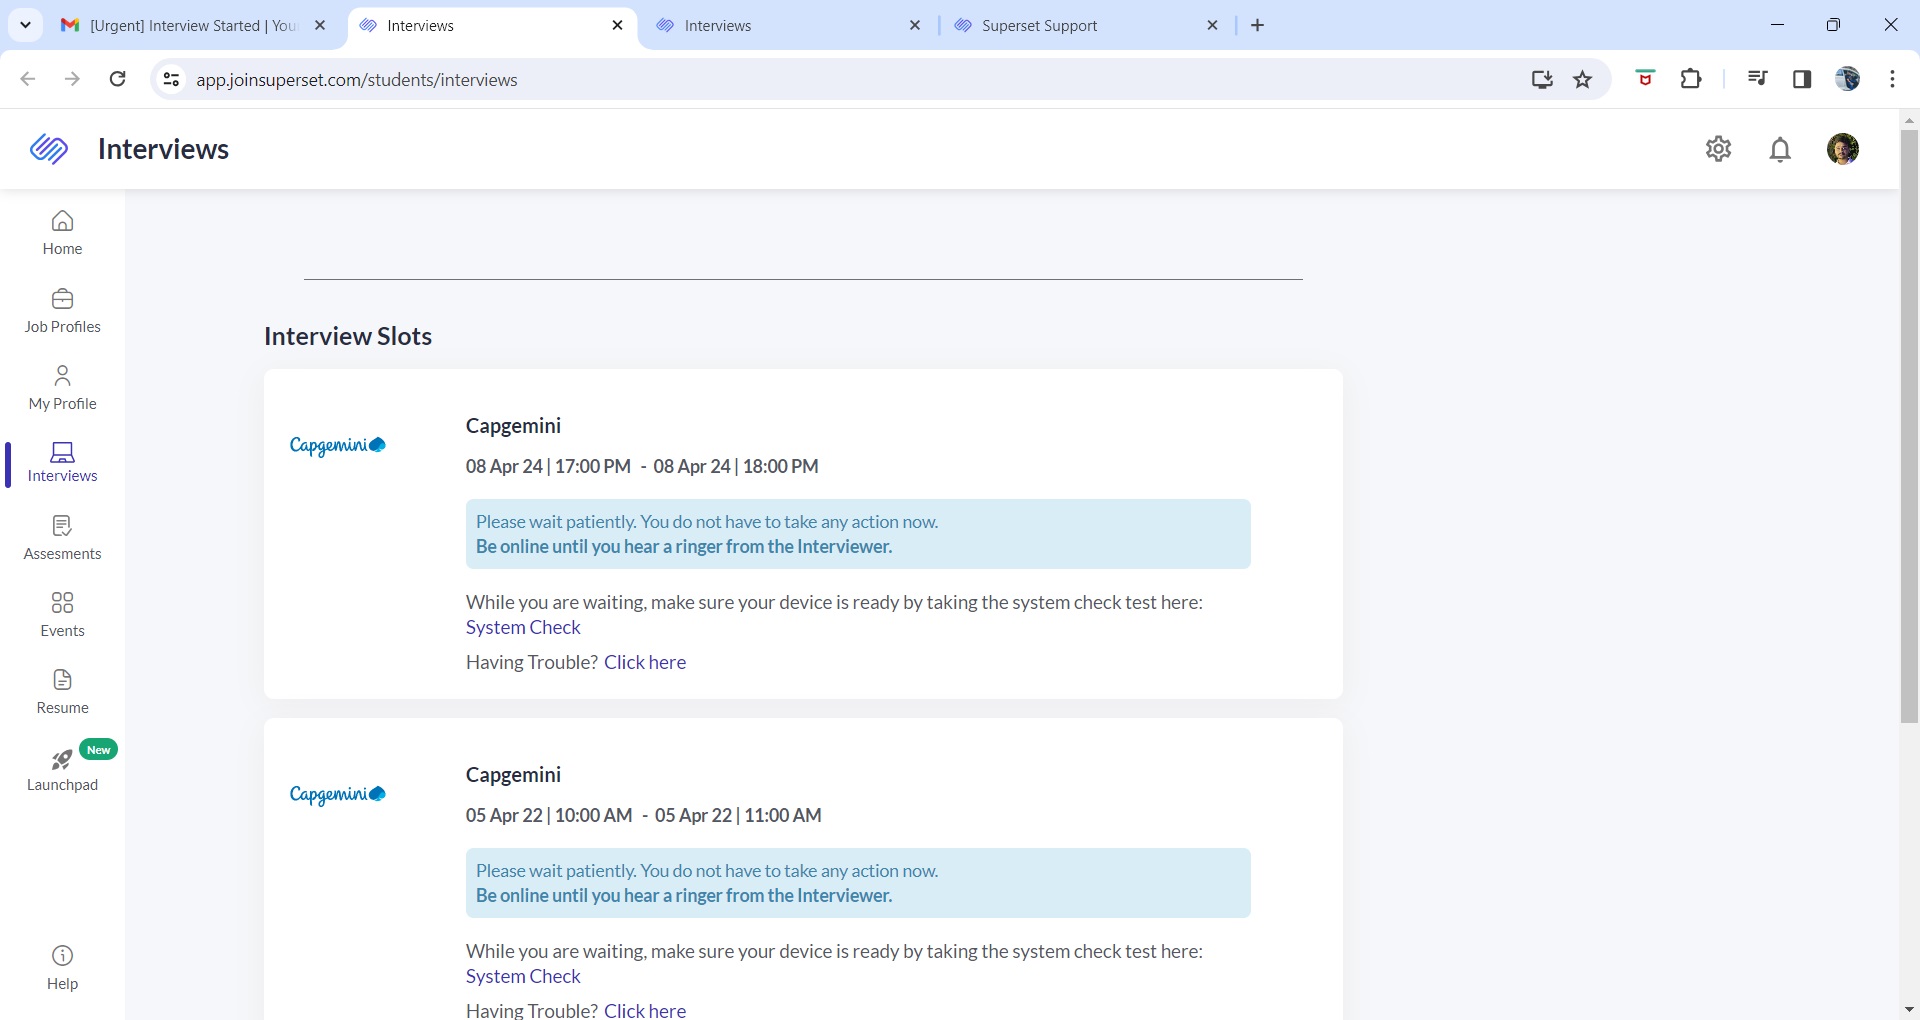 [Urgent] Interview Started | You
Interviews
Interviews
Superset Support
app.joinsuperset.com/students/interviews
Interviews
Home
Job Profiles
My Profile
Interviews
Assesments
Events
Resume
New
Launchpad
Help
Interview Slots
Capgemini
Capgemini
08 Apr 24 | 17:00 PM - 08 Apr 24 | 18:00 PM
Please wait patiently. You do not have to take any action now.
Be online until you hear a ringer from the Interviewer.
While you are waiting, make sure your device is ready by taking the system check test here:
System Check
Having Trouble? Click here
Capgemini
Capgemini
05 Apr 22 | 10:00 AM - 05 Apr 22 | 11:00 AM
Please wait patiently. You do not have to take any action now.
Be online until you hear a ringer from the Interviewer.
While you are waiting, make sure your device is ready by taking the system check test here:
System Check
Having Trouble? Click here